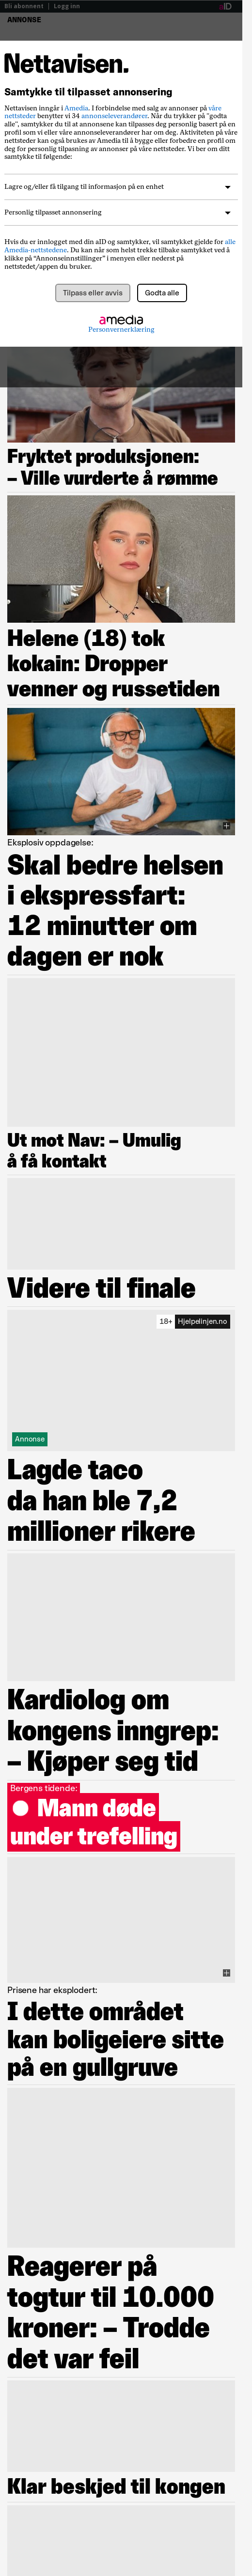 Bli abonnent | Logg inn
aID
ANNONSE
Nettavisen.
Samtykke til tilpasset annonsering
Nettavisen inngår i Amedia. I forbindelse med salg av annonser på våre
nettsteder benytter vi 34 annonseleverandører. Når du trykker på "godta
alle", samtykker du til at annonsene kan tilpasses deg personlig basert på en
profil som vi eller våre annonseleverandører har om deg. Aktiviteten på våre
nettsteder kan også brukes av Amedia til å bygge eller forbedre en profil om
deg for personlig tilpasning av annonser på våre nettsteder. Vi ber om ditt
samtykke til følgende:
Lagre og/eller få tilgang til informasjon på en enhet
Personlig tilpasset annonsering
Hvis du er innlogget med din aID og samtykker, vil samtykket gjelde for alle
Amedia-nettstedene. Du kan når som helst trekke tilbake samtykket ved å
klikke på “Annonseinnstillinger” i menyen eller nederst på
nettstedet/appen du bruker.
Tilpass eller avvis
Godta alle
amedia
Personvernerklæring
Fryktet produksjonen:
– Ville vurderte å rømme
Helene (18) tok
kokain: Dropper
venner og russetiden
Eksplosiv oppdagelse:
Skal bedre helsen
i ekspressfart:
12 minutter om
dagen er nok
Ut mot Nav: – Umulig
å få kontakt
Videre til finale
18+ Hjelpelinjen.no
Annonse
Lagde taco
da han ble 7,2
millioner rikere
Kardiolog om
kongens inngrep:
– Kjøper seg tid
Bergens tidende:
Mann døde
under trefelling
Prisene har eksplodert:
I dette området
kan boligeiere sitte
på en gullgruve
Reagerer på
togtur til 10.000
kroner: – Trodde
det var feil
Klar beskjed til kongen